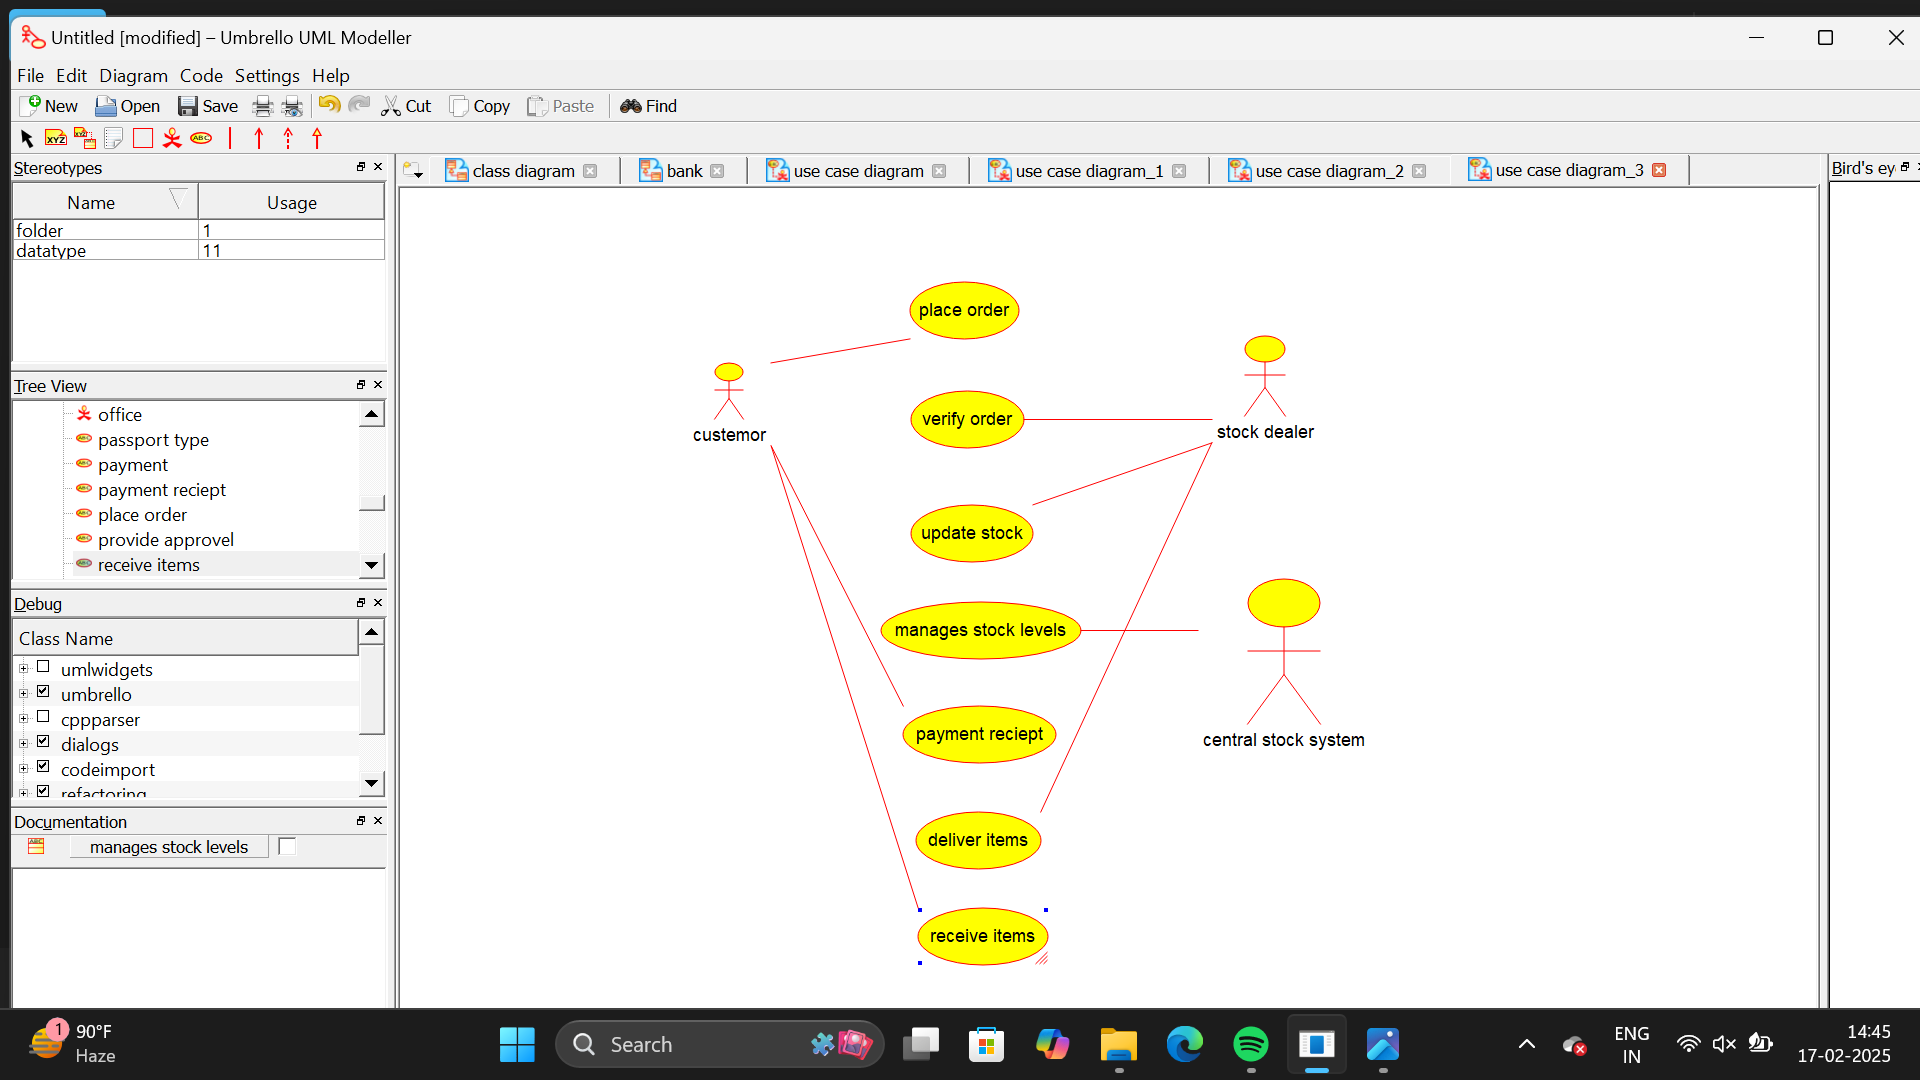 Untitled [modified] – Umbrello UML Modeller
File Edit Diagram Code Settings Help
New Open Save Cut Copy Paste Find
XYZ XYZ ABC
Stereotypes
Name Usage
folder 1
datatype 11
Tree View
office
passport type
payment
payment reciept
place order
provide approvel
receive items
Debug
Class Name
umlwidgets
umbrello
cppparser
dialogs
codeimport
refactoring
Documentation
manages stock levels
class diagram bank use case diagram use case diagram_1 use case diagram_2 use case diagram_3
Bird's ey
place order
custemor
verify order
stock dealer
update stock
manages stock levels
payment reciept
central stock system
deliver items
receive items
1
90°F
Haze
Search
ENG
IN
14:45
17-02-2025